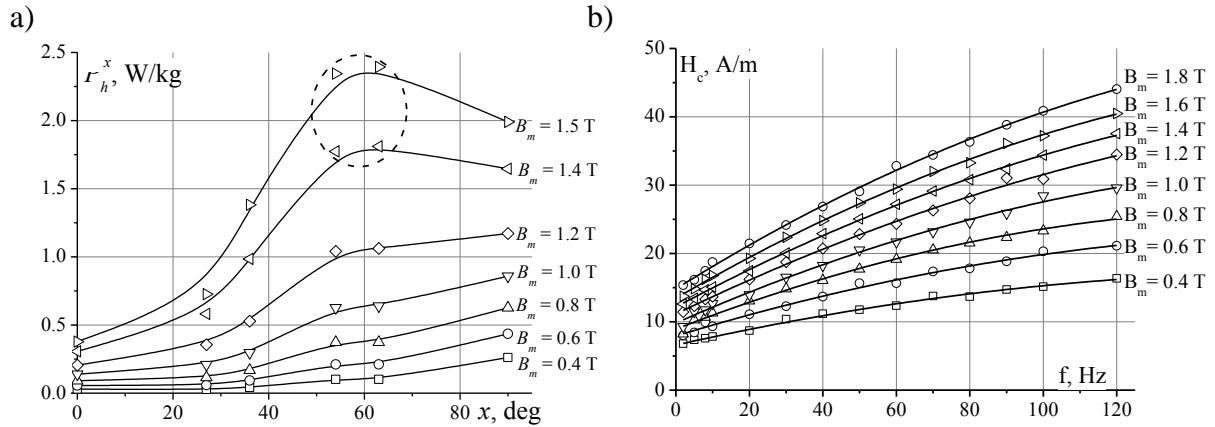 a)
P_h^x, W/kg
2.5
2.0
1.5
1.0
0.5
0.0
0 20 40 60 80
x, deg
B_m = 1.5 T
B_m = 1.4 T
B_m = 1.2 T
B_m = 1.0 T
B_m = 0.8 T
B_m = 0.6 T
B_m = 0.4 T
b)
H_c, A/m
50
40
30
20
10
0
0 20 40 60 80 100 120
f, Hz
B_m = 1.8 T
B_m = 1.6 T
B_m = 1.4 T
B_m = 1.2 T
B_m = 1.0 T
B_m = 0.8 T
B_m = 0.6 T
B_m = 0.4 T